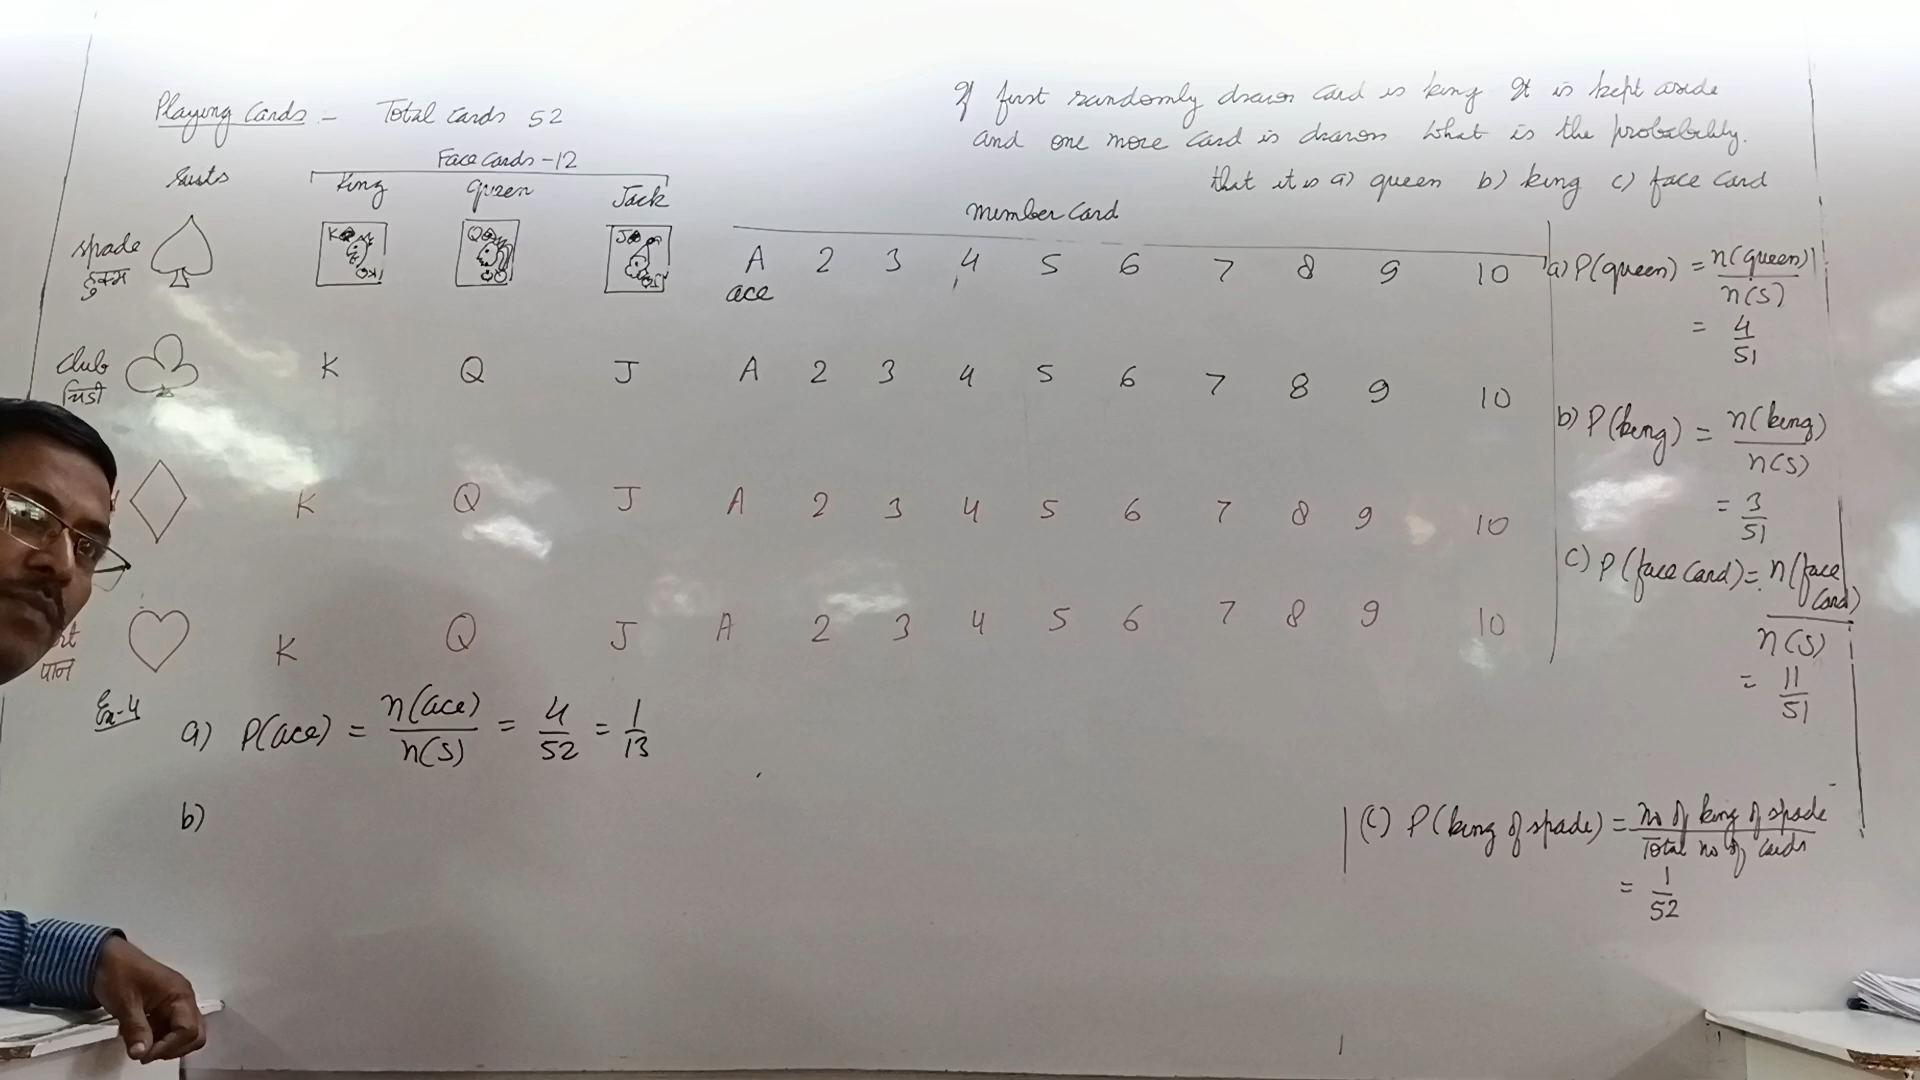 Playing Cards - Total cards 52
Suits
Face cards - 12
King queen Jack
member card
spade
हुकम
K Q J A 2 3 4 5 6 7 8 9 10
ace
Club
K Q J A 2 3 4 5 6 7 8 9 10
K Q J A 2 3 4 5 6 7 8 9 10
K Q J A 2 3 4 5 6 7 8 9 10
पान
Ex-4
a) P(ace) = n(ace) / n(S) = 4/52 = 1/13
b)
If first randomly drawn card is king It is kept aside
and one more card is drawn What is the probability.
that it is a) queen b) king c) face card
a) P(queen) = n(queen) / n(S)
= 4/51
b) P(king) = n(king) / n(S)
= 3/51
c) P(face card) = n(face card) / n(S)
= 11/51
(C) P(king of spade) = no of king of spade / Total no of cards
= 1/52